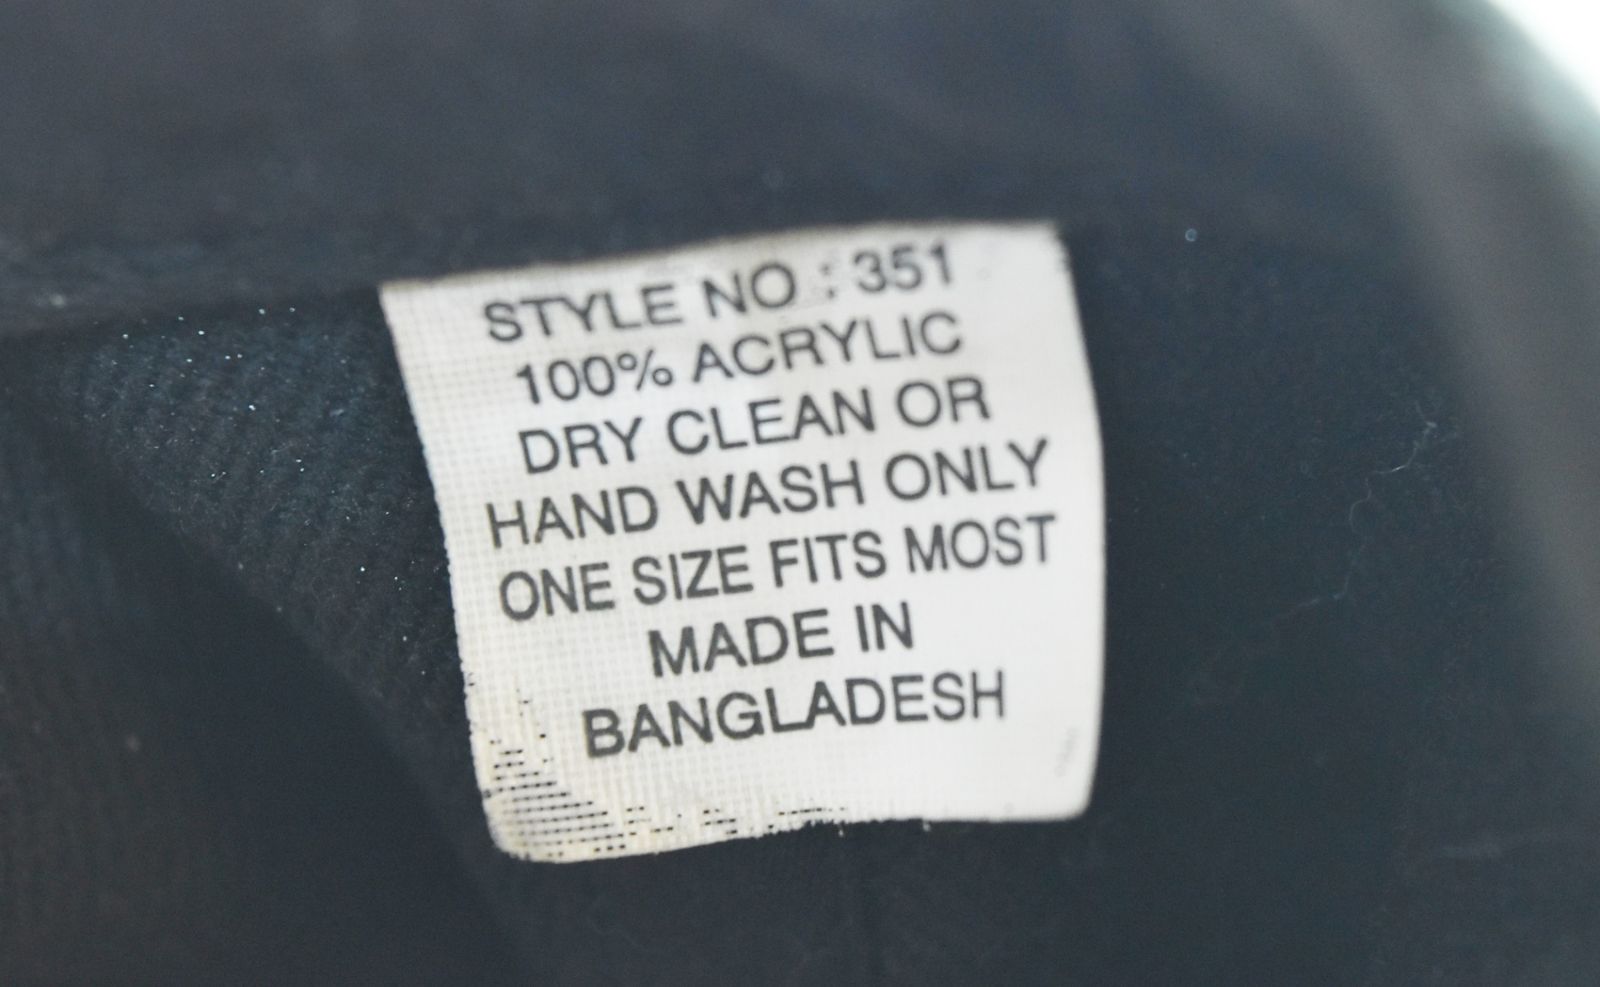 STYLE NO : 351
100% ACRYLIC
DRY CLEAN OR
HAND WASH ONLY
ONE SIZE FITS MOST
MADE IN
BANGLADESH